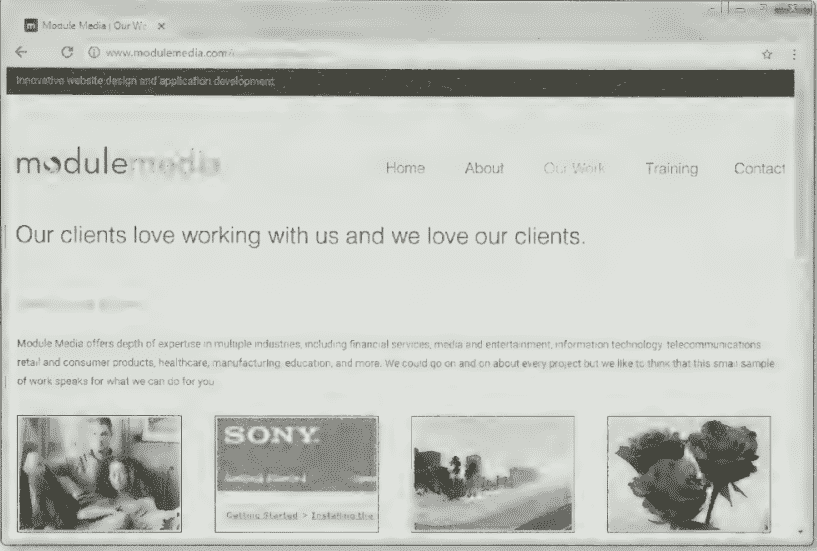 Module Media | Our We
www.modulemedia.com/
Innovative website design and application development
modulemedia
Home About Our Work Training Contact
Our clients love working with us and we love our clients.
Module Media offers depth of expertise in multiple industries, including financial services, media and entertainment, information technology, telecommunications,
retail and consumer products, healthcare, manufacturing, education, and more. We could go on and on about every project but we like to think that this small sample
of work speaks for what we can do for you
SONY
Getting Started > Installing the